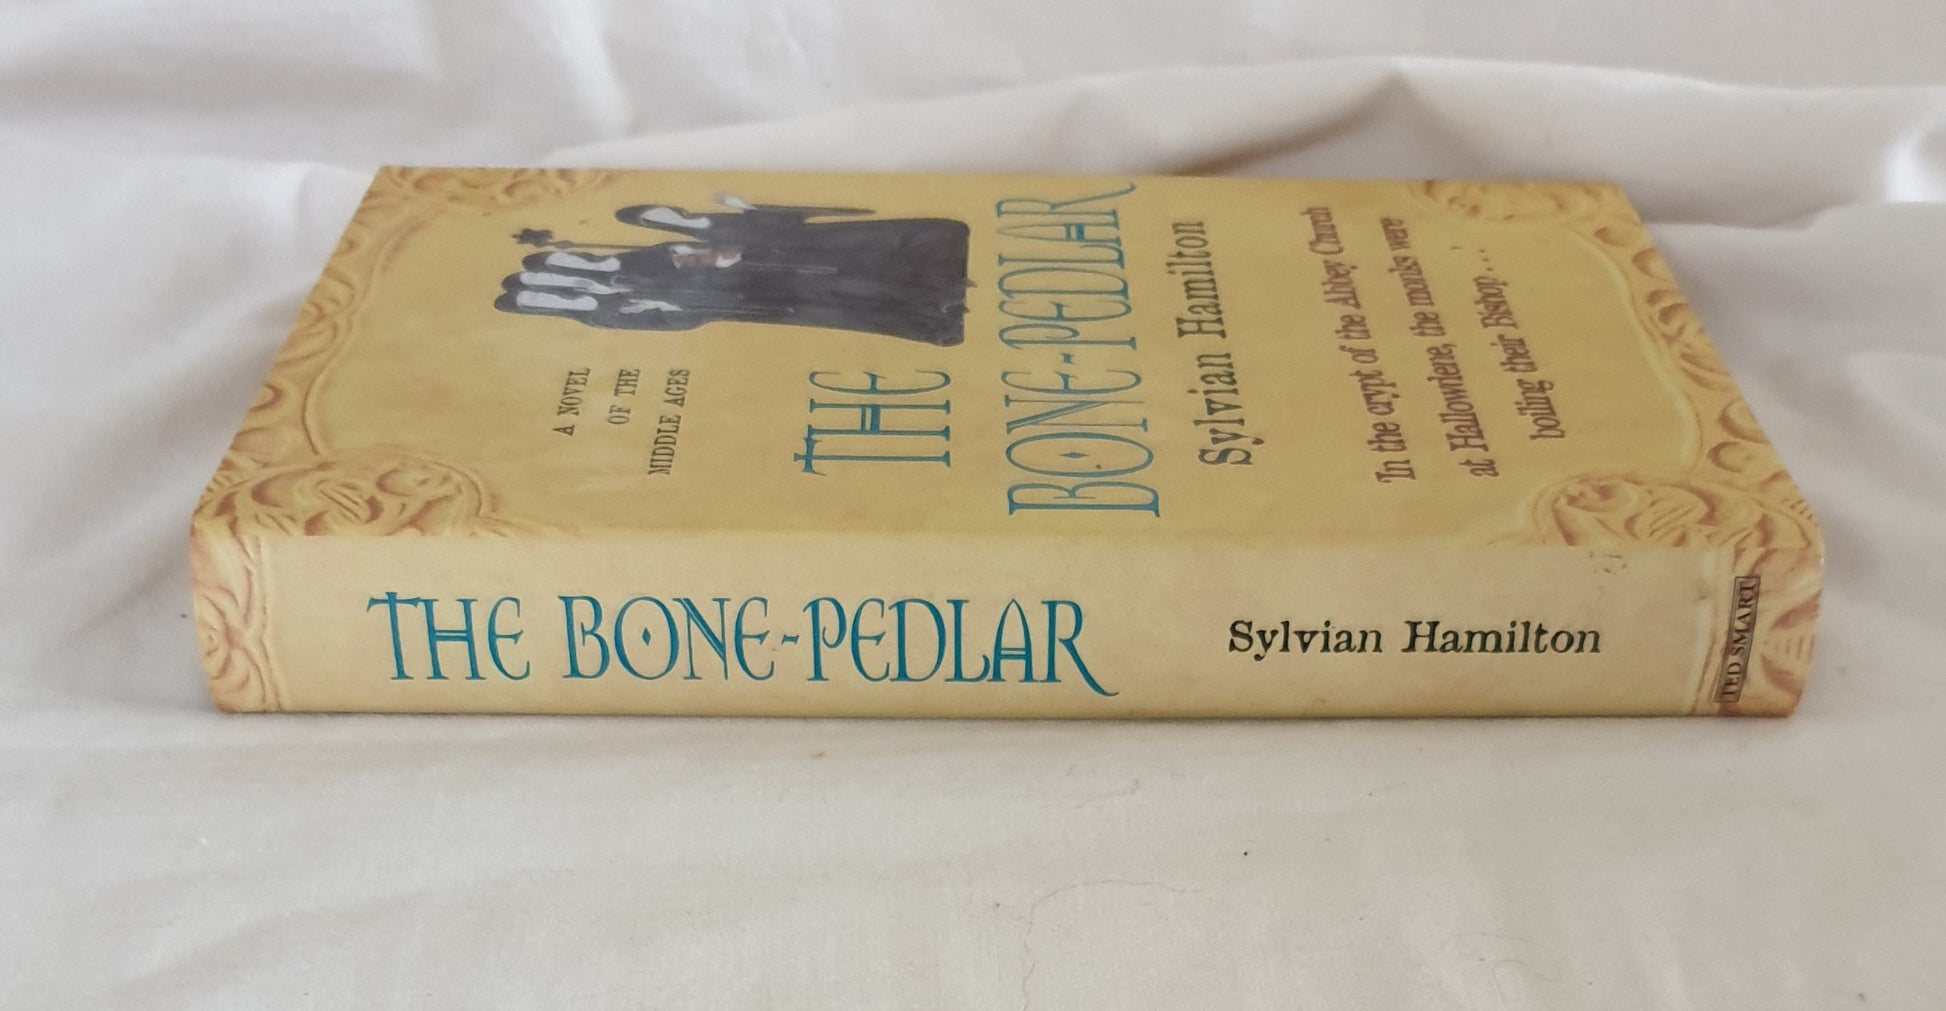 A NOVEL
OF THE
MIDDLE AGES
THE
BONE-PEDLAR
Sylvian Hamilton
In the crypt of the Abbey Church
at Hallowdene, the monks were
boiling their Bishop...
THE BONE-PEDLAR
Sylvian Hamilton
TED SMART